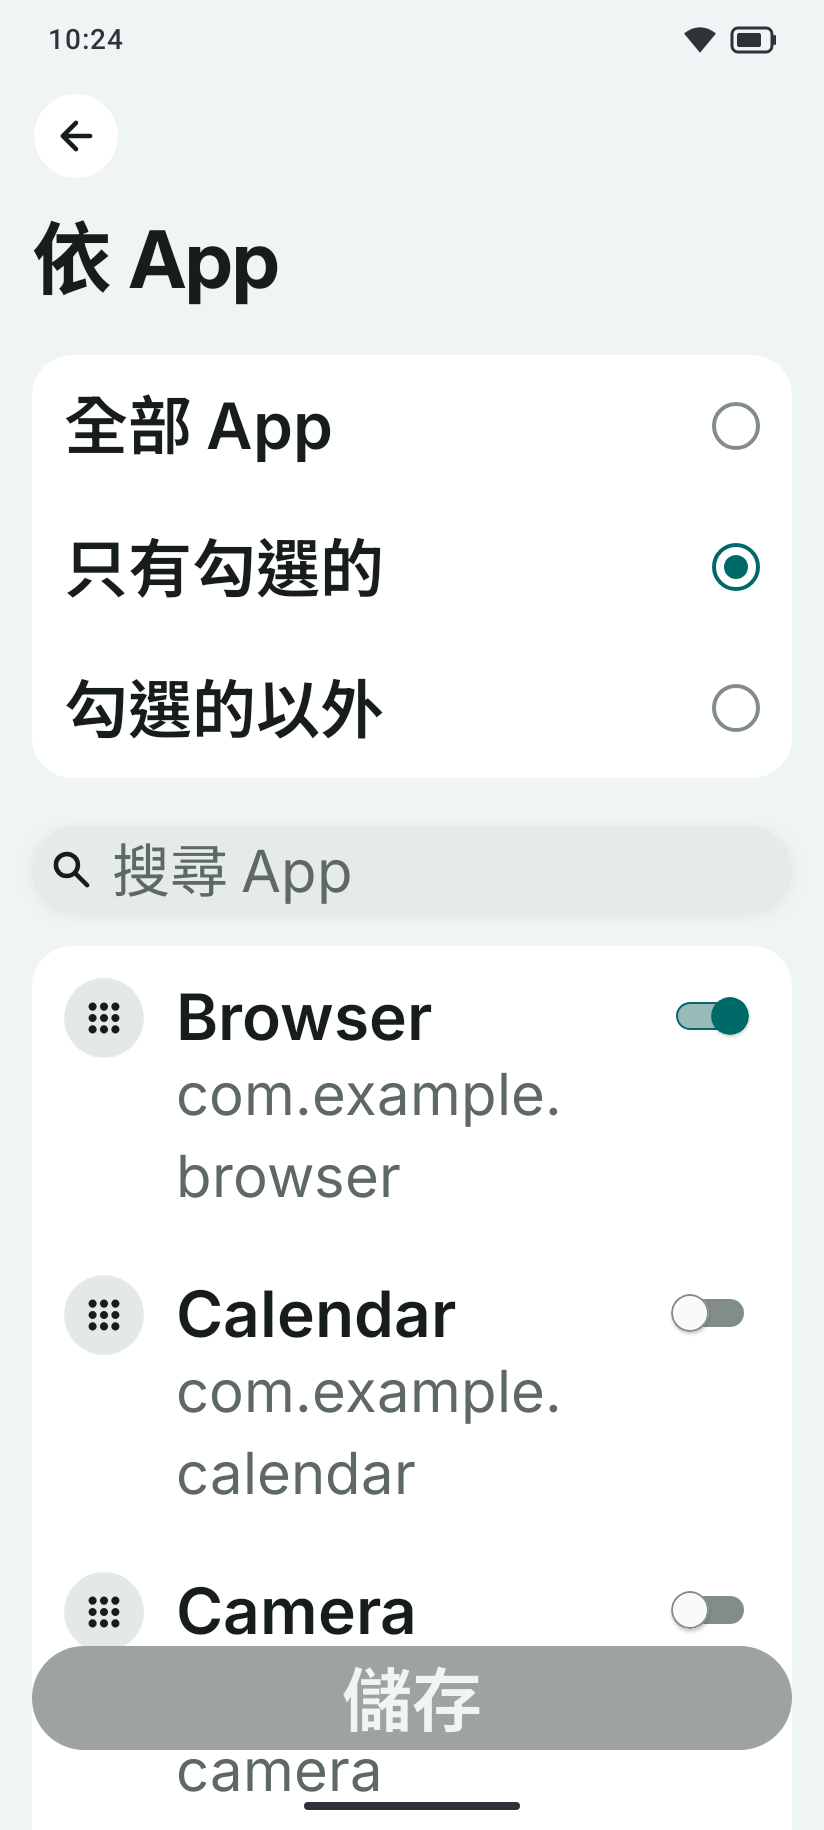 10:24
依 App
全部 App
只有勾選的
勾選的以外
搜尋 App
Browser
com.example.
browser
Calendar
com.example.
calendar
Camera
儲存
camera